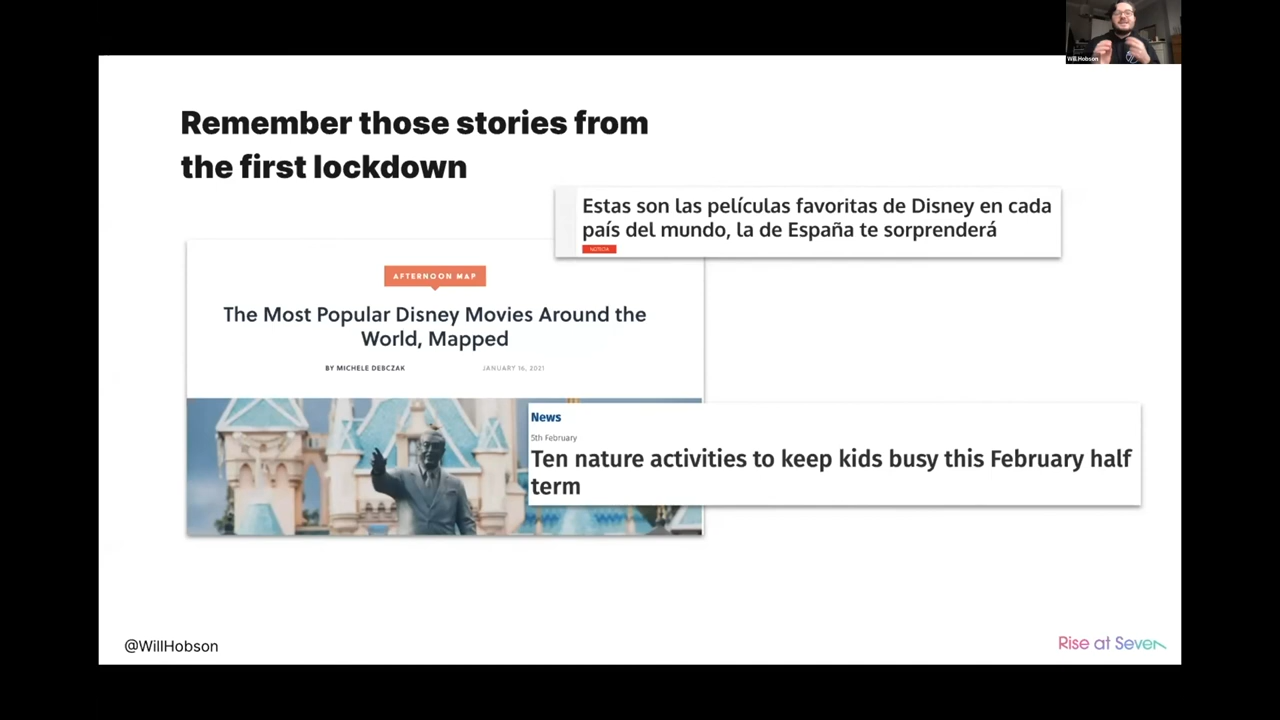 Will Hobson
Remember those stories from
the first lockdown
Estas son las películas favoritas de Disney en cada
país del mundo, la de España te sorprenderá
NOTICIA
AFTERNOON MAP
The Most Popular Disney Movies Around the
World, Mapped
BY MICHELE DEBCZAK JANUARY 16, 2021
News
5th February
Ten nature activities to keep kids busy this February half
term
@WillHobson
Rise at Seven